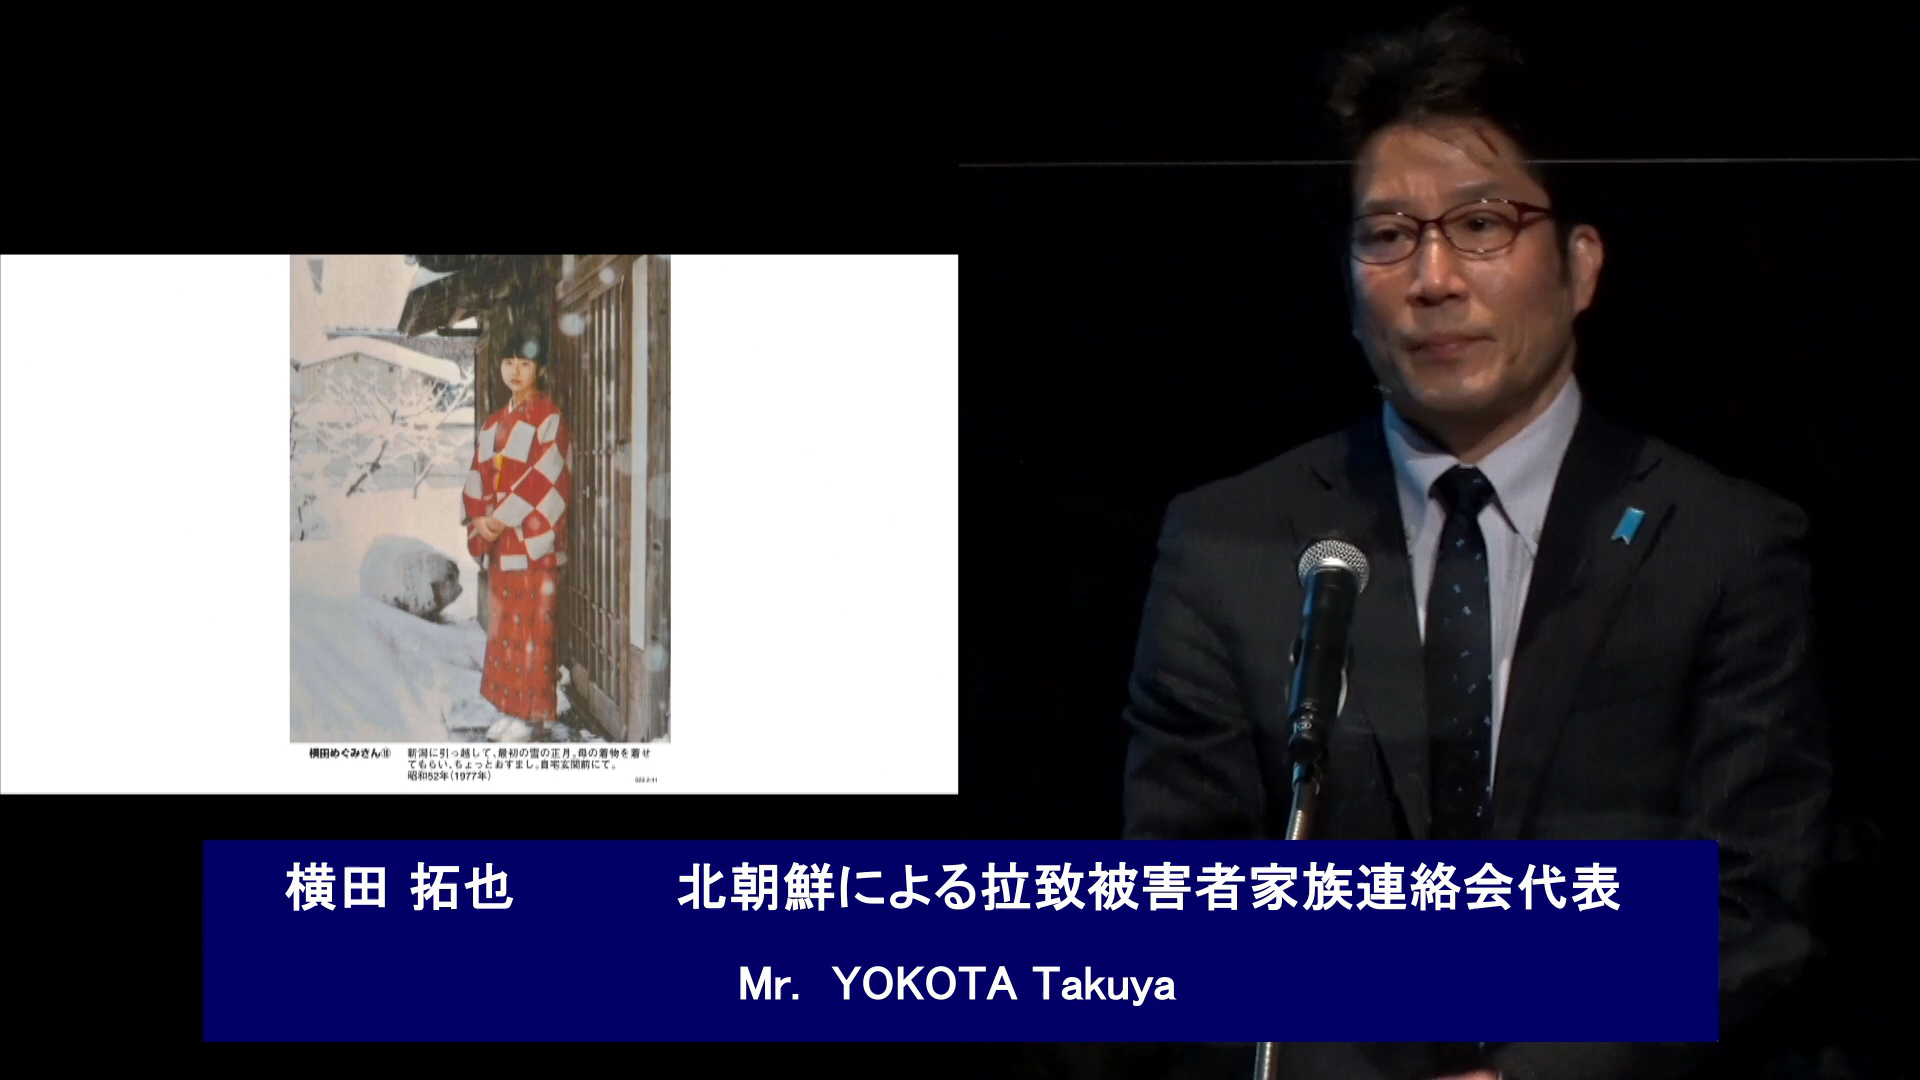 横田めぐみさん⑱
新潟に引っ越して、最初の雪の正月。母の着物を着せ
てもらい、ちょっとおすまし。自宅玄関前にて。
昭和52年(1977年)
横田 拓也 北朝鮮による拉致被害者家族連絡会代表
Mr. YOKOTA Takuya